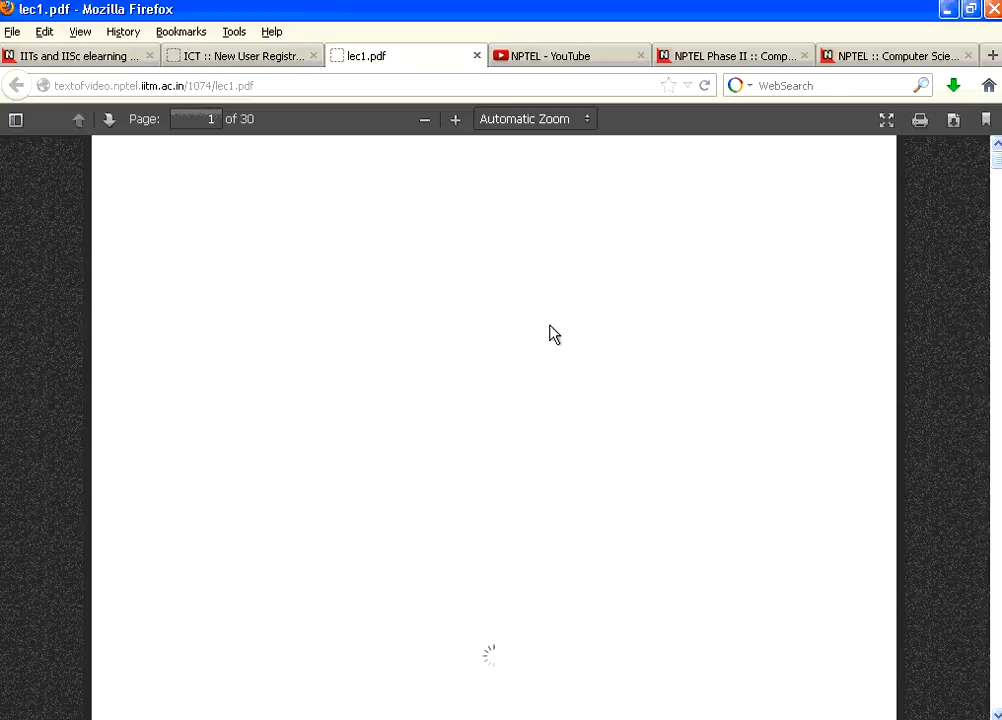 lec1.pdf - Mozilla Firefox
File Edit View History Bookmarks Tools Help
IITs and IISc elearning ... ICT :: New User Registr... lec1.pdf NPTEL - YouTube NPTEL Phase II :: Comp... NPTEL :: Computer Scie...
textofvideo.nptel.iitm.ac.in/1074/lec1.pdf WebSearch
Page: 1 of 30 Automatic Zoom